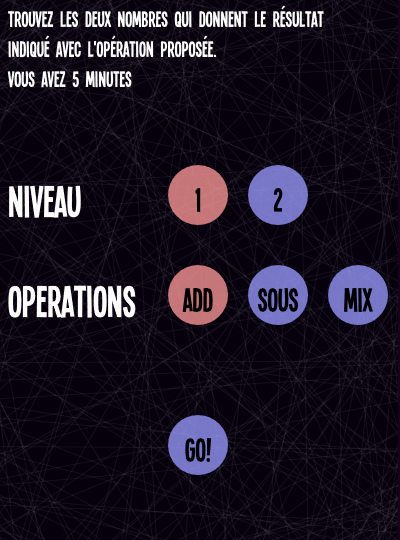 TROUVEZ LES DEUX NOMBRES QUI DONNENT LE RÉSULTAT
INDIQUÉ AVEC L'OPÉRATION PROPOSÉE.
VOUS AVEZ 5 MINUTES
NIVEAU 1 2
OPERATIONS ADD SOUS MIX
GO!